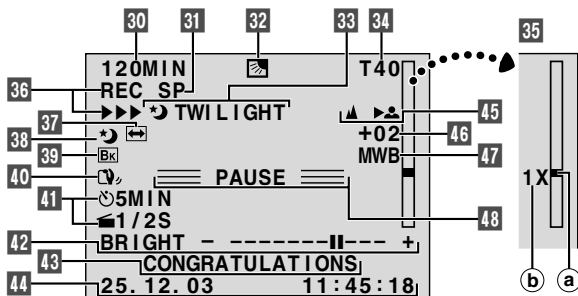 30 31 32 33 34 35
120MIN T40
REC SP
36
TWILIGHT
45
37
+02 46
38
MWB 47
39 BK
40
PAUSE
1X
41 5MIN
48
1/2S
42 BRIGHT - --------II--- +
b a
43 CONGRATULATIONS
44 25.12.03 11:45:18